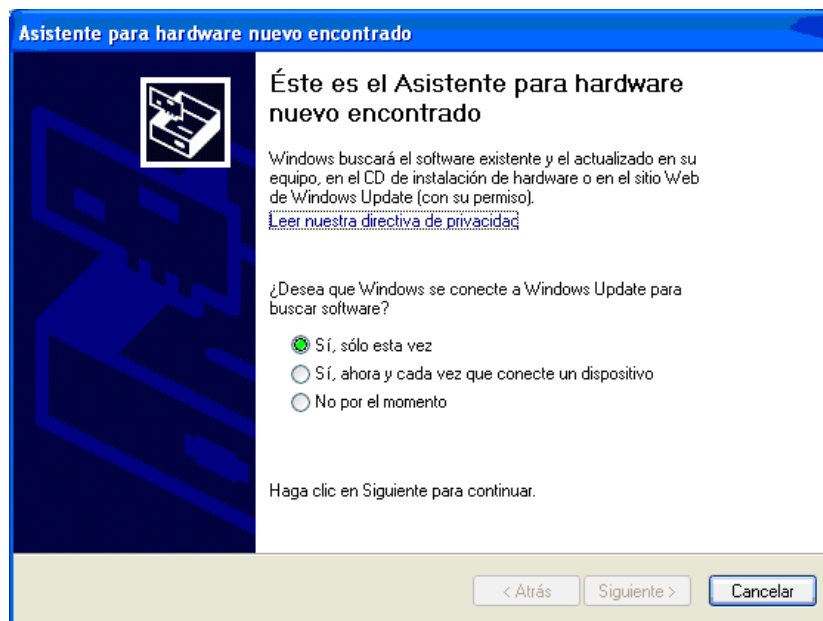 Asistente para hardware nuevo encontrado
Éste es el Asistente para hardware
nuevo encontrado
Windows buscará el software existente y el actualizado en su
equipo, en el CD de instalación de hardware o en el sitio Web
de Windows Update (con su permiso).
Leer nuestra directiva de privacidad
¿Desea que Windows se conecte a Windows Update para
buscar software?
Sí, sólo esta vez
Sí, ahora y cada vez que conecte un dispositivo
No por el momento
Haga clic en Siguiente para continuar.
< Atrás
Siguiente >
Cancelar